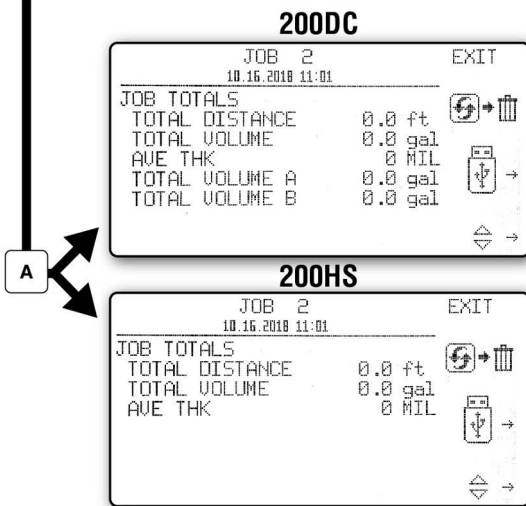 200DC
JOB 2 EXIT
10.16.2018 11:01
JOB TOTALS
TOTAL DISTANCE 0.0 ft
TOTAL VOLUME 0.0 gal
AVE THK 0 MIL
TOTAL VOLUME A 0.0 gal
TOTAL VOLUME B 0.0 gal
A
200HS
JOB 2 EXIT
10.16.2018 11:01
JOB TOTALS
TOTAL DISTANCE 0.0 ft
TOTAL VOLUME 0.0 gal
AVE THK 0 MIL